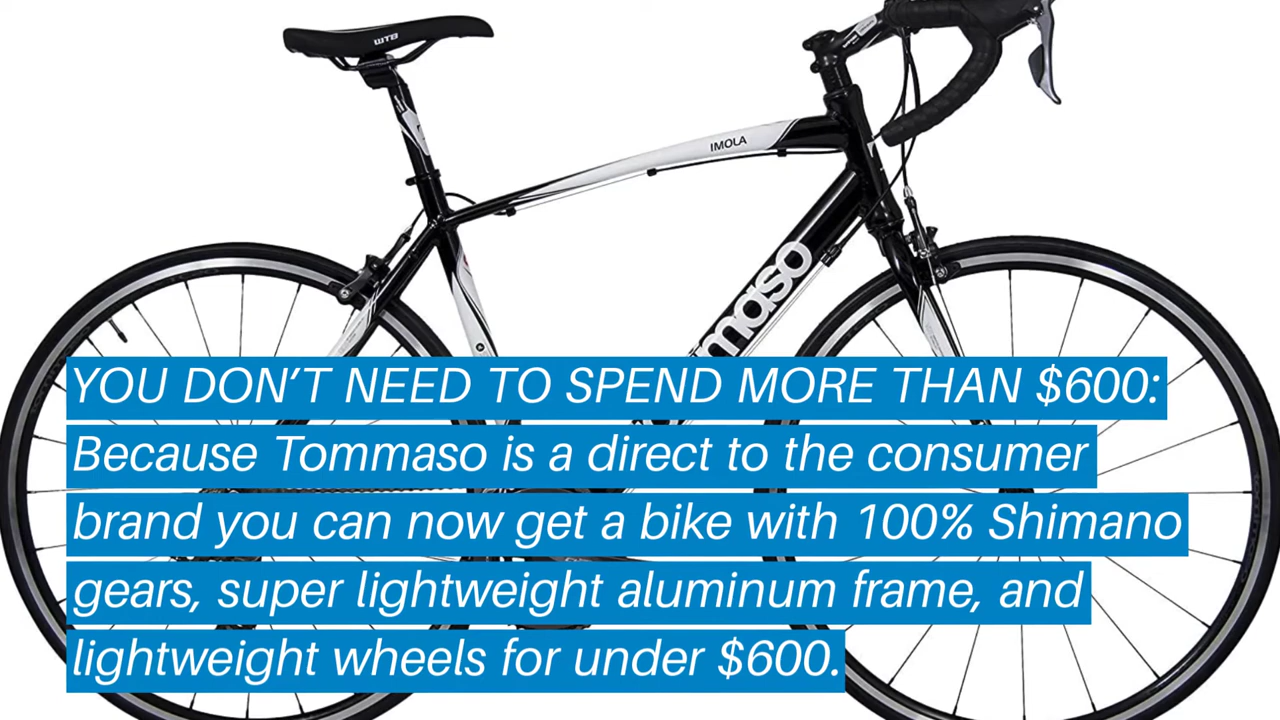 WTB
IMOLA
maso
YOU DON'T NEED TO SPEND MORE THAN $600:
Because Tommaso is a direct to the consumer
brand you can now get a bike with 100% Shimano
gears, super lightweight aluminum frame, and
lightweight wheels for under $600.